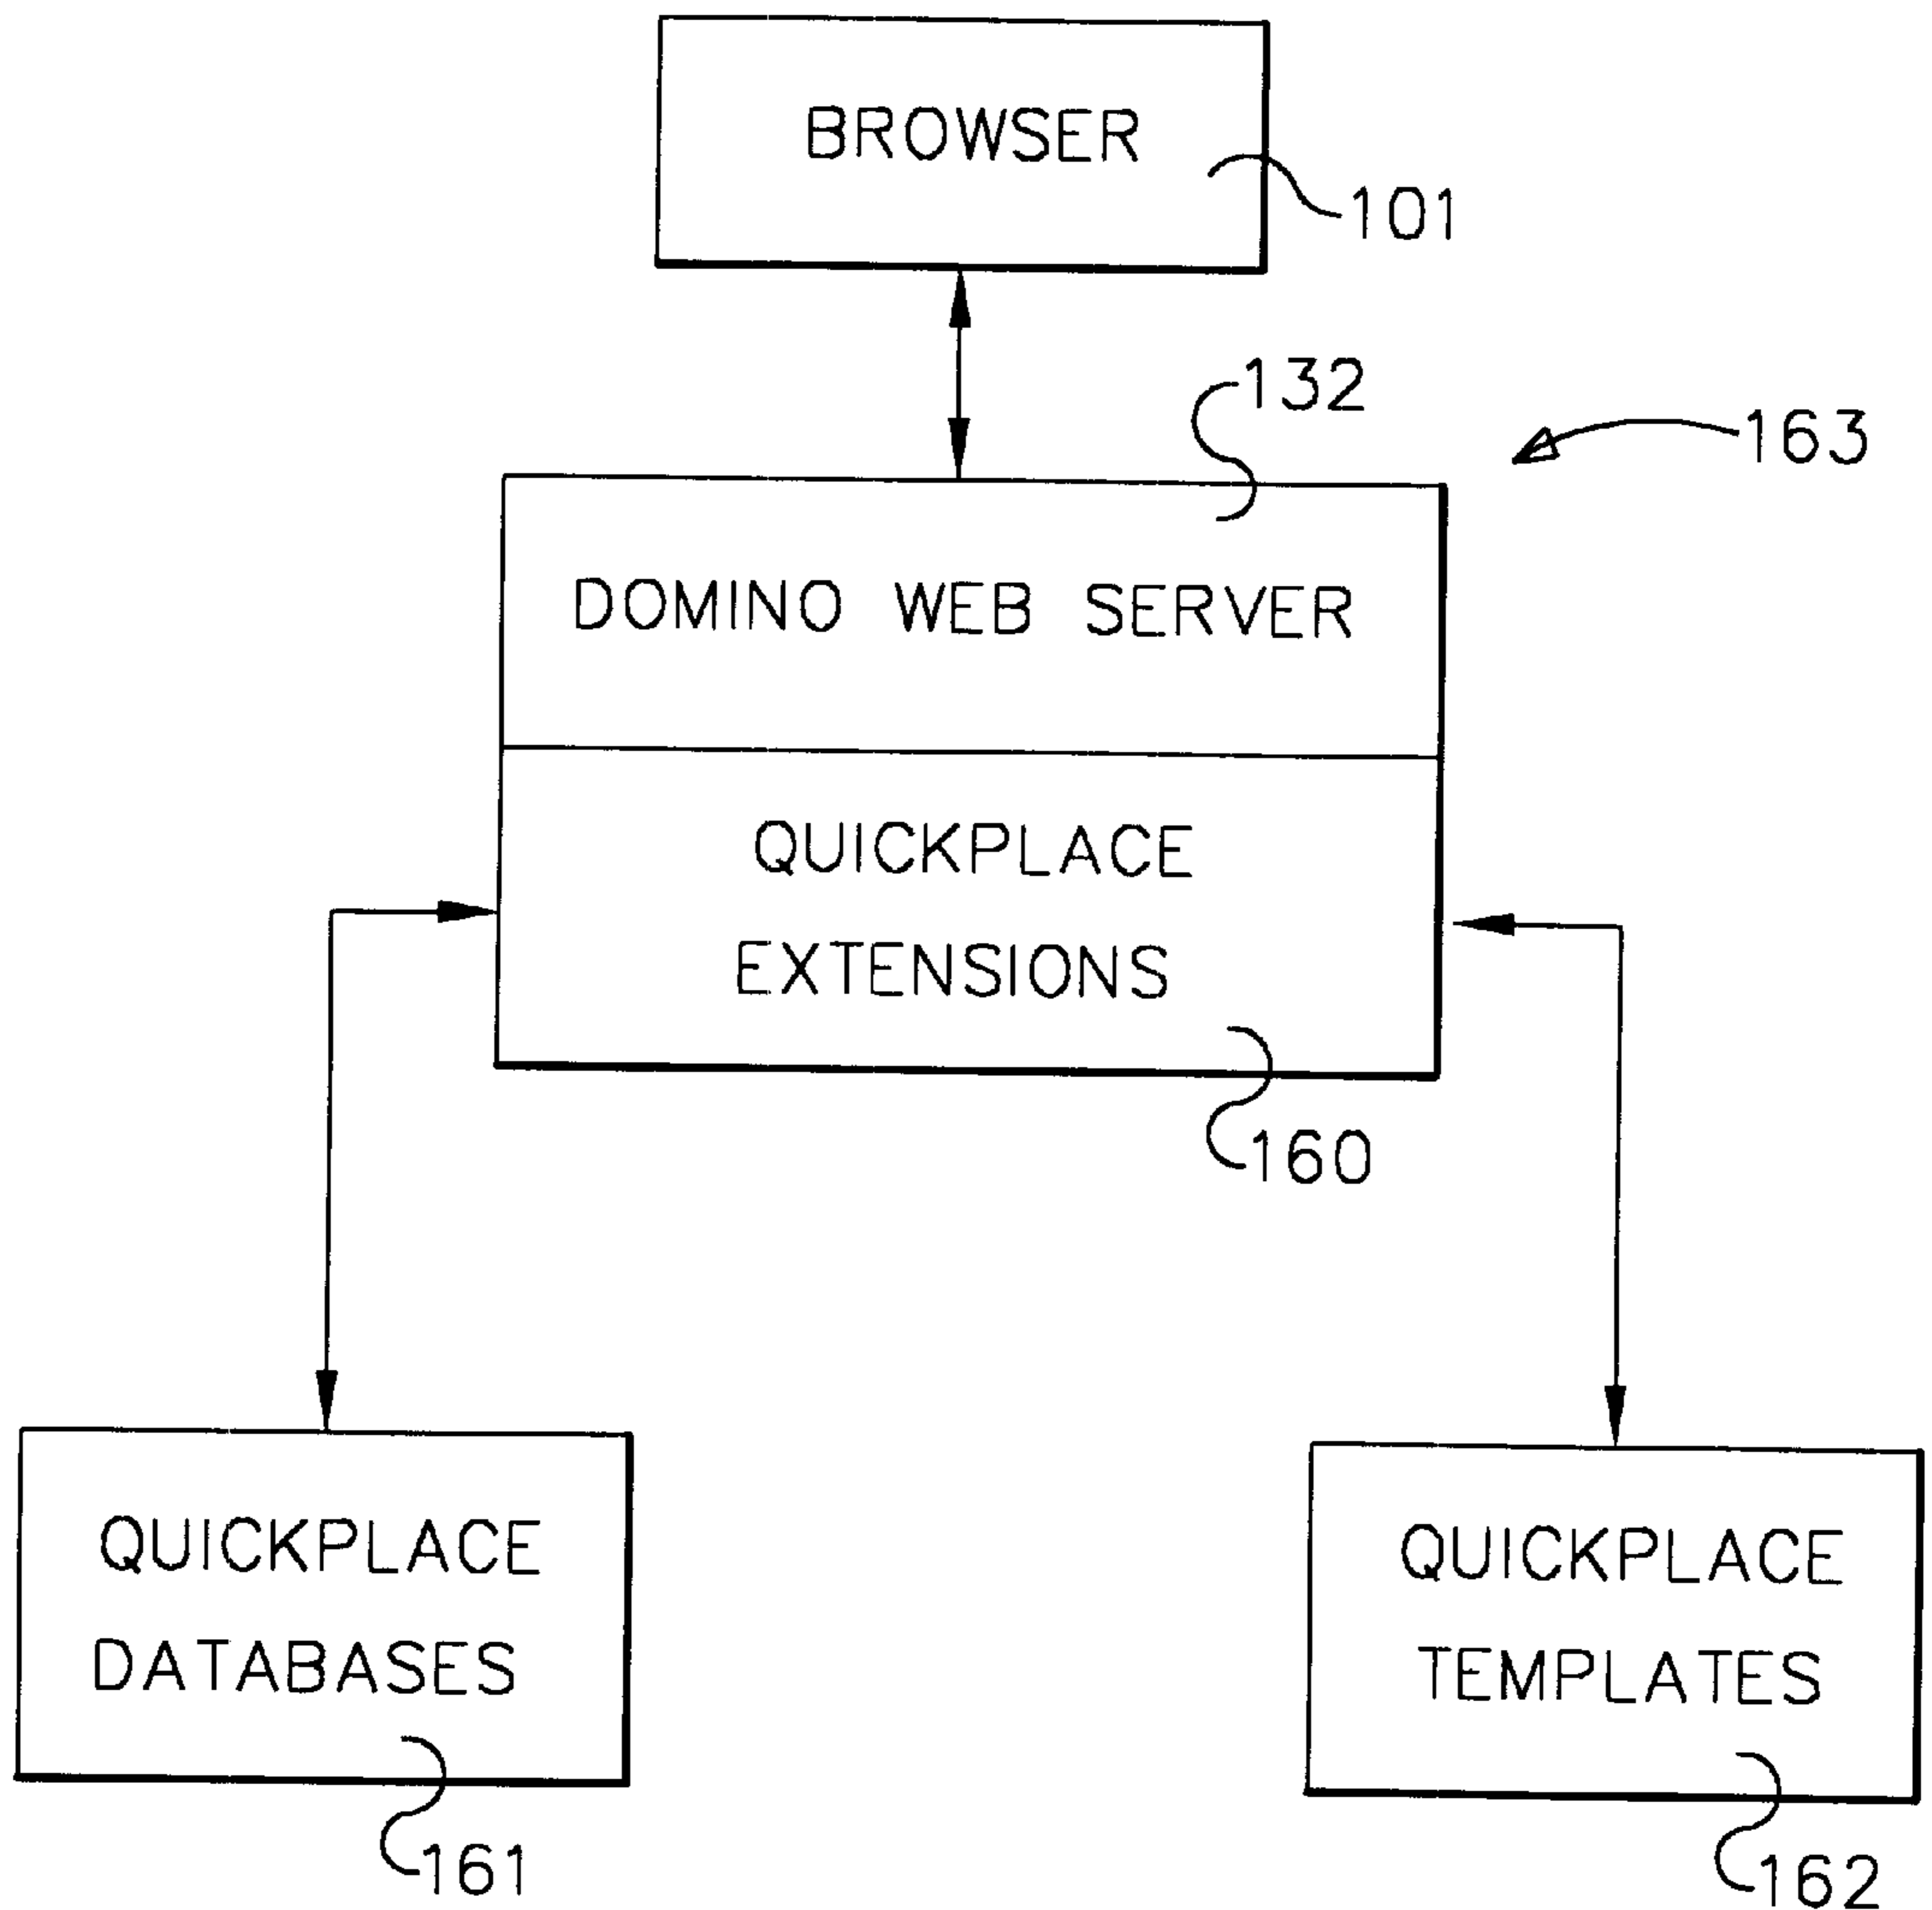 BROWSER
101
132
163
DOMINO WEB SERVER
QUICKPLACE
EXTENSIONS
160
QUICKPLACE
DATABASES
161
QUICKPLACE
TEMPLATES
162